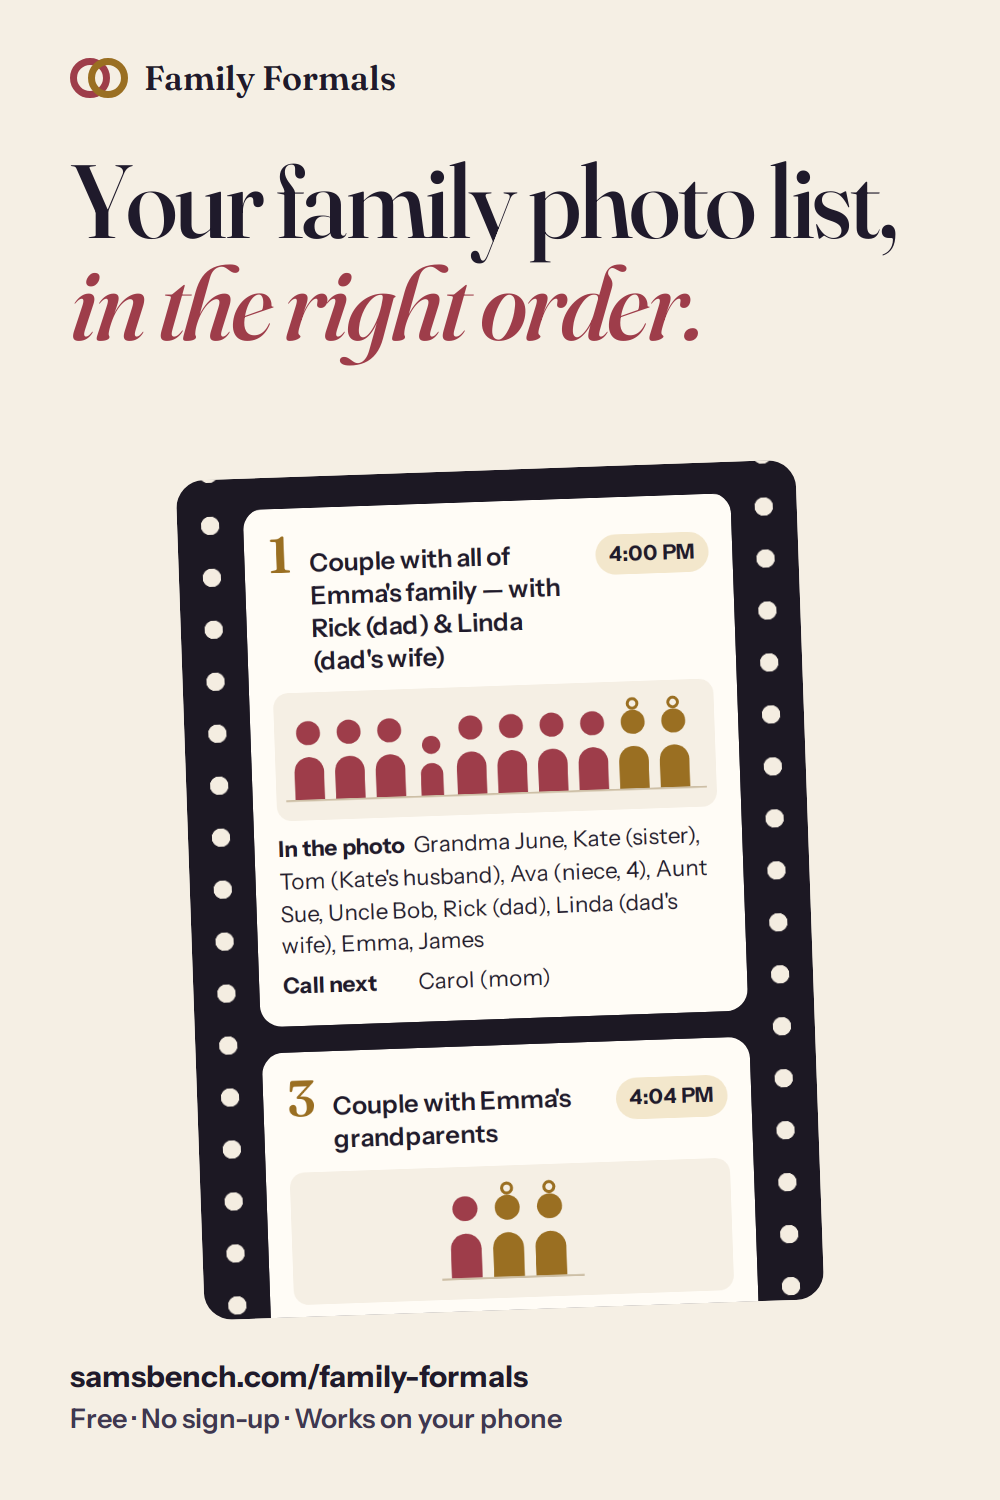 Family Formals
Your family photo list,
in the right order.
1
Couple with all of
Emma's family — with
Rick (dad) & Linda
(dad's wife)
4:00 PM
In the photo Grandma June, Kate (sister),
Tom (Kate's husband), Ava (niece, 4), Aunt
Sue, Uncle Bob, Rick (dad), Linda (dad's
wife), Emma, James
Call next Carol (mom)
3
Couple with Emma's
grandparents
4:04 PM
samsbench.com/family-formals
Free · No sign-up · Works on your phone